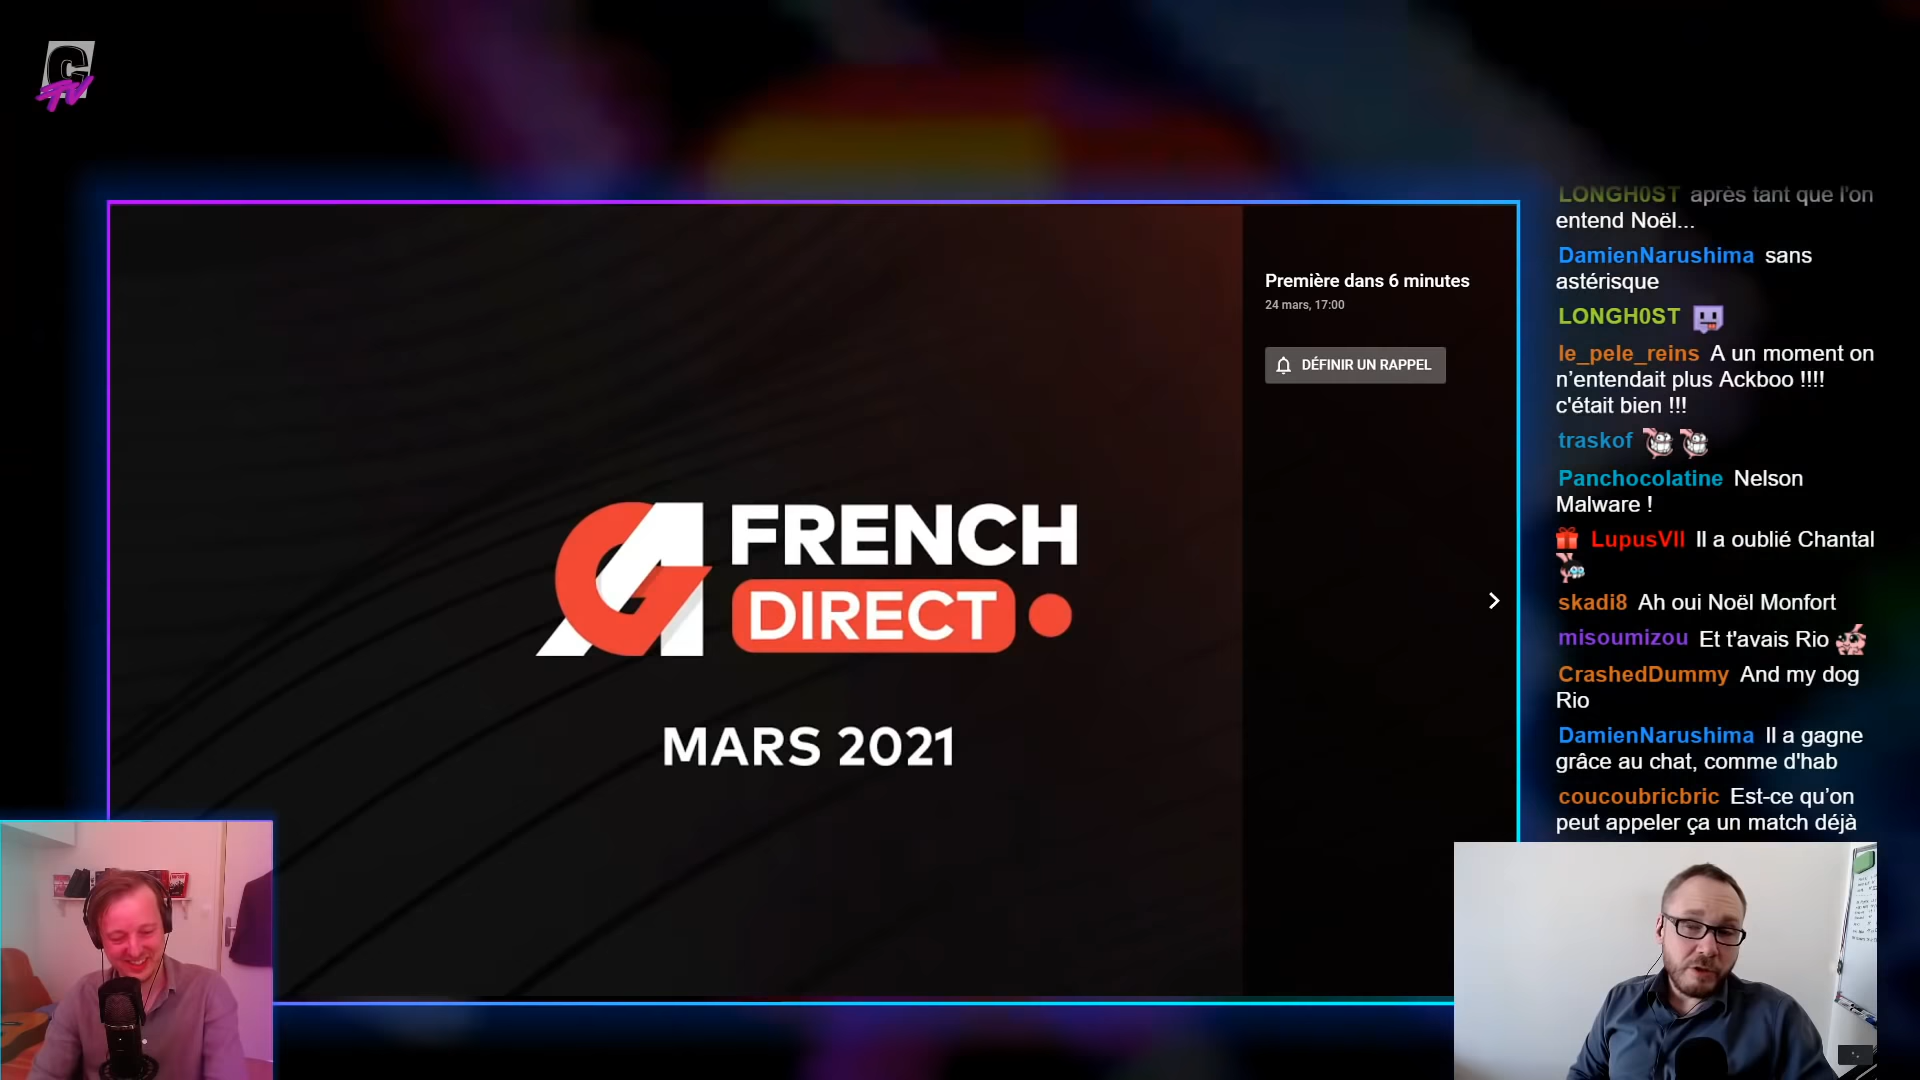 C
TV
Première dans 6 minutes
24 mars, 17:00
DÉFINIR UN RAPPEL
FRENCH
DIRECT
MARS 2021
LONGH0ST après tant que l'on
entend Noël...
DamienNarushima sans
astérisque
LONGH0ST
le_pele_reins A un moment on
n’entendait plus Ackboo !!!!
c'était bien !!!
traskof
Panchocolatine Nelson
Malware !
LupusVII Il a oublié Chantal
skadi8 Ah oui Noël Monfort
misoumizou Et t'avais Rio
CrashedDummy And my dog
Rio
DamienNarushima Il a gagne
grâce au chat, comme d'hab
coucoubricbric Est-ce qu’on
peut appeler ça un match déjà